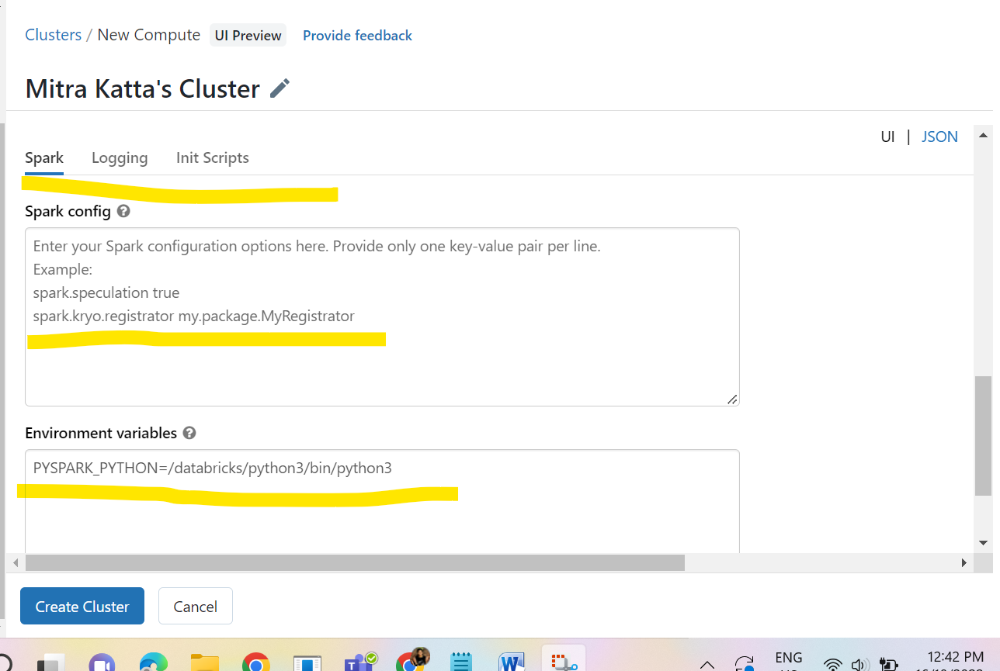 Clusters / New Compute UI Preview Provide feedback
Mitra Katta's Cluster
UI | JSON
Spark Logging Init Scripts
Spark config
Enter your Spark configuration options here. Provide only one key-value pair per line.
Example:
spark.speculation true
spark.kryo.registrator my.package.MyRegistrator
Environment variables
PYSPARK_PYTHON=/databricks/python3/bin/python3
Create Cluster Cancel
ENG
12:42 PM